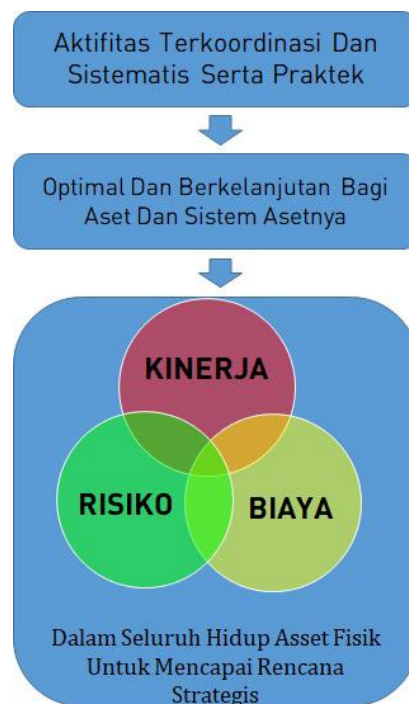 Aktifitas Terkoordinasi Dan
Sistematis Serta Praktek
Optimal Dan Berkelanjutan Bagi
Aset Dan Sistem Asetnya
KINERJA
RISIKO
BIAYA
Dalam Seluruh Hidup Asset Fisik
Untuk Mencapai Rencana
Strategis